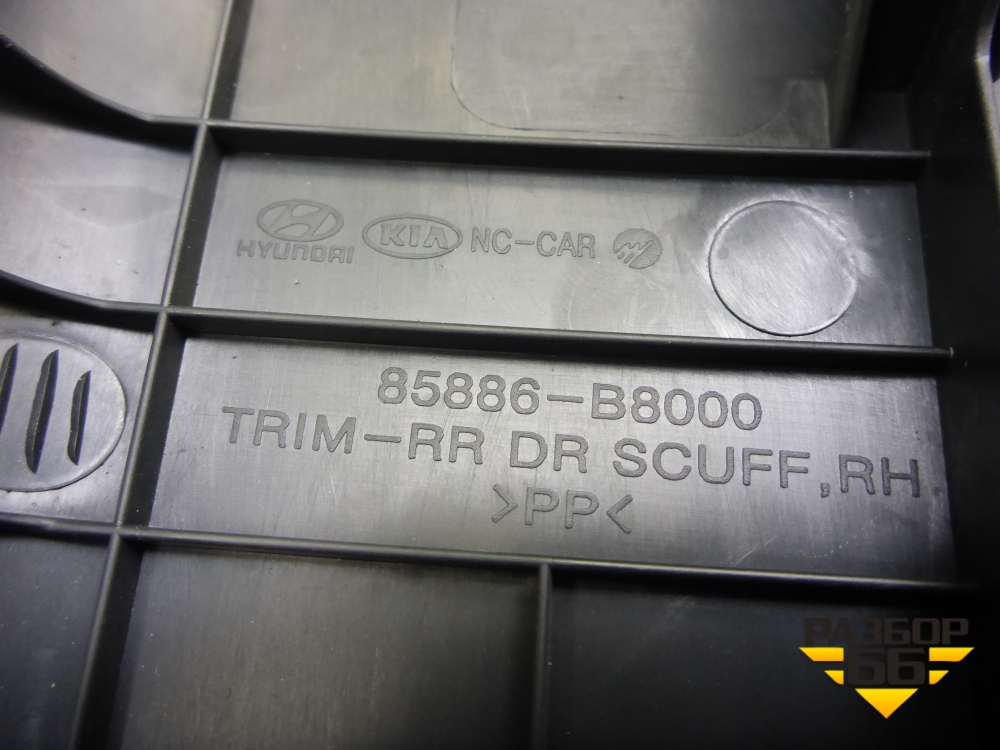 HYUNDAI KIA NC-CAR
85886-B8000
TRIM-RR DR SCUFF,RH
>PP<
РАЗБОР
66